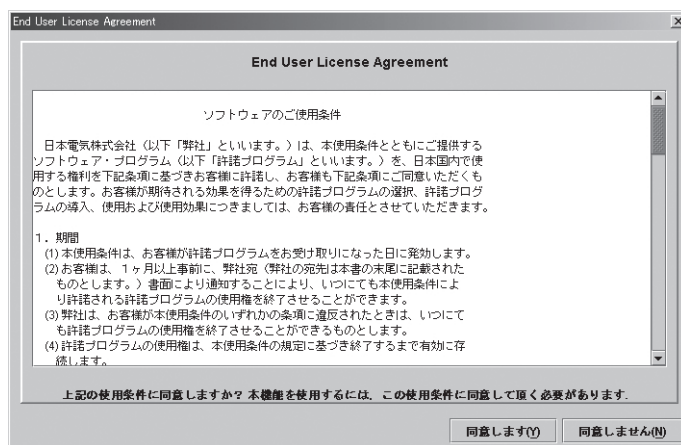 End User License Agreement
End User License Agreement
ソフトウェアのご使用条件
日本電気株式会社（以下「弊社」といいます。）は、本使用条件とともにご提供する
ソフトウェア・プログラム（以下「許諾プログラム」といいます。）を、日本国内で使
用する権利を下記条項に基づきお客様に許諾し、お客様も下記条項にご同意いただくも
のとします。お客様が期待される効果を得るための許諾プログラムの選択、許諾プログ
ラムの導入、使用および使用効果につきましては、お客様の責任とさせていただきます。
１．期間
(1) 本使用条件は、お客様が許諾プログラムをお受け取りになった日に発効します。
(2) お客様は、１ヶ月以上事前に、弊社宛（弊社の宛先は本書の末尾に記載された
ものとします。）書面により通知することにより、いつにても本使用条件によ
り許諾される許諾プログラムの使用権を終了させることができます。
(3) 弊社は、お客様が本使用条件のいずれかの条項に違反されたときは、いつにて
も許諾プログラムの使用権を終了させることができるものとします。
(4) 許諾プログラムの使用権は、本使用条件の規定に基づき終了するまで有効に存
続します。
上記の使用条件に同意しますか？ 本機能を使用するには、この使用条件に同意して頂く必要があります.
同意します(Y) 同意しません(N)